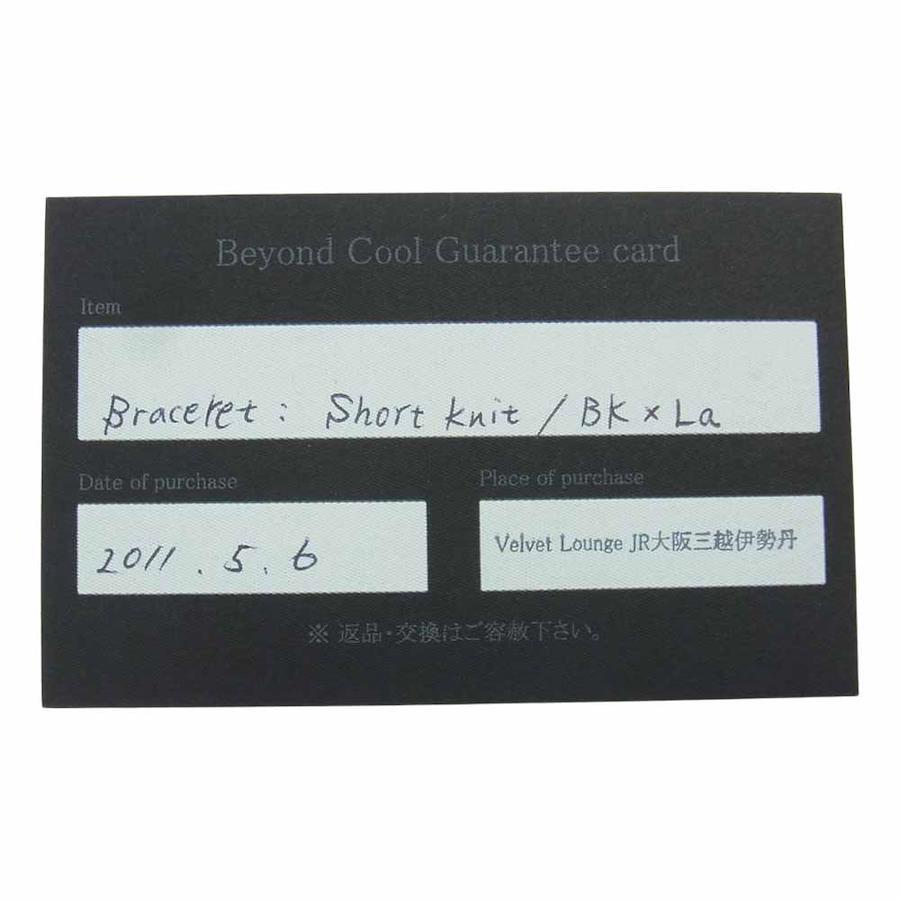 Beyond Cool Guarantee card
Item
Braceret : Short knit / BK × La
Date of purchase
Place of purchase
2011 . 5 . 6
Velvet Lounge JR大阪三越伊勢丹
※ 返品・交換はご容赦下さい。